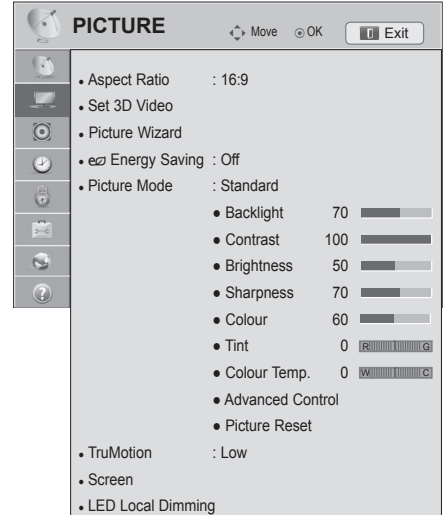 PICTURE Move OK Exit
• Aspect Ratio : 16:9
• Set 3D Video
• Picture Wizard
• Energy Saving : Off
• Picture Mode : Standard
● Backlight 70
● Contrast 100
● Brightness 50
● Sharpness 70
● Colour 60
● Tint 0 R G
● Colour Temp. 0 W C
● Advanced Control
● Picture Reset
• TruMotion : Low
• Screen
• LED Local Dimming
?